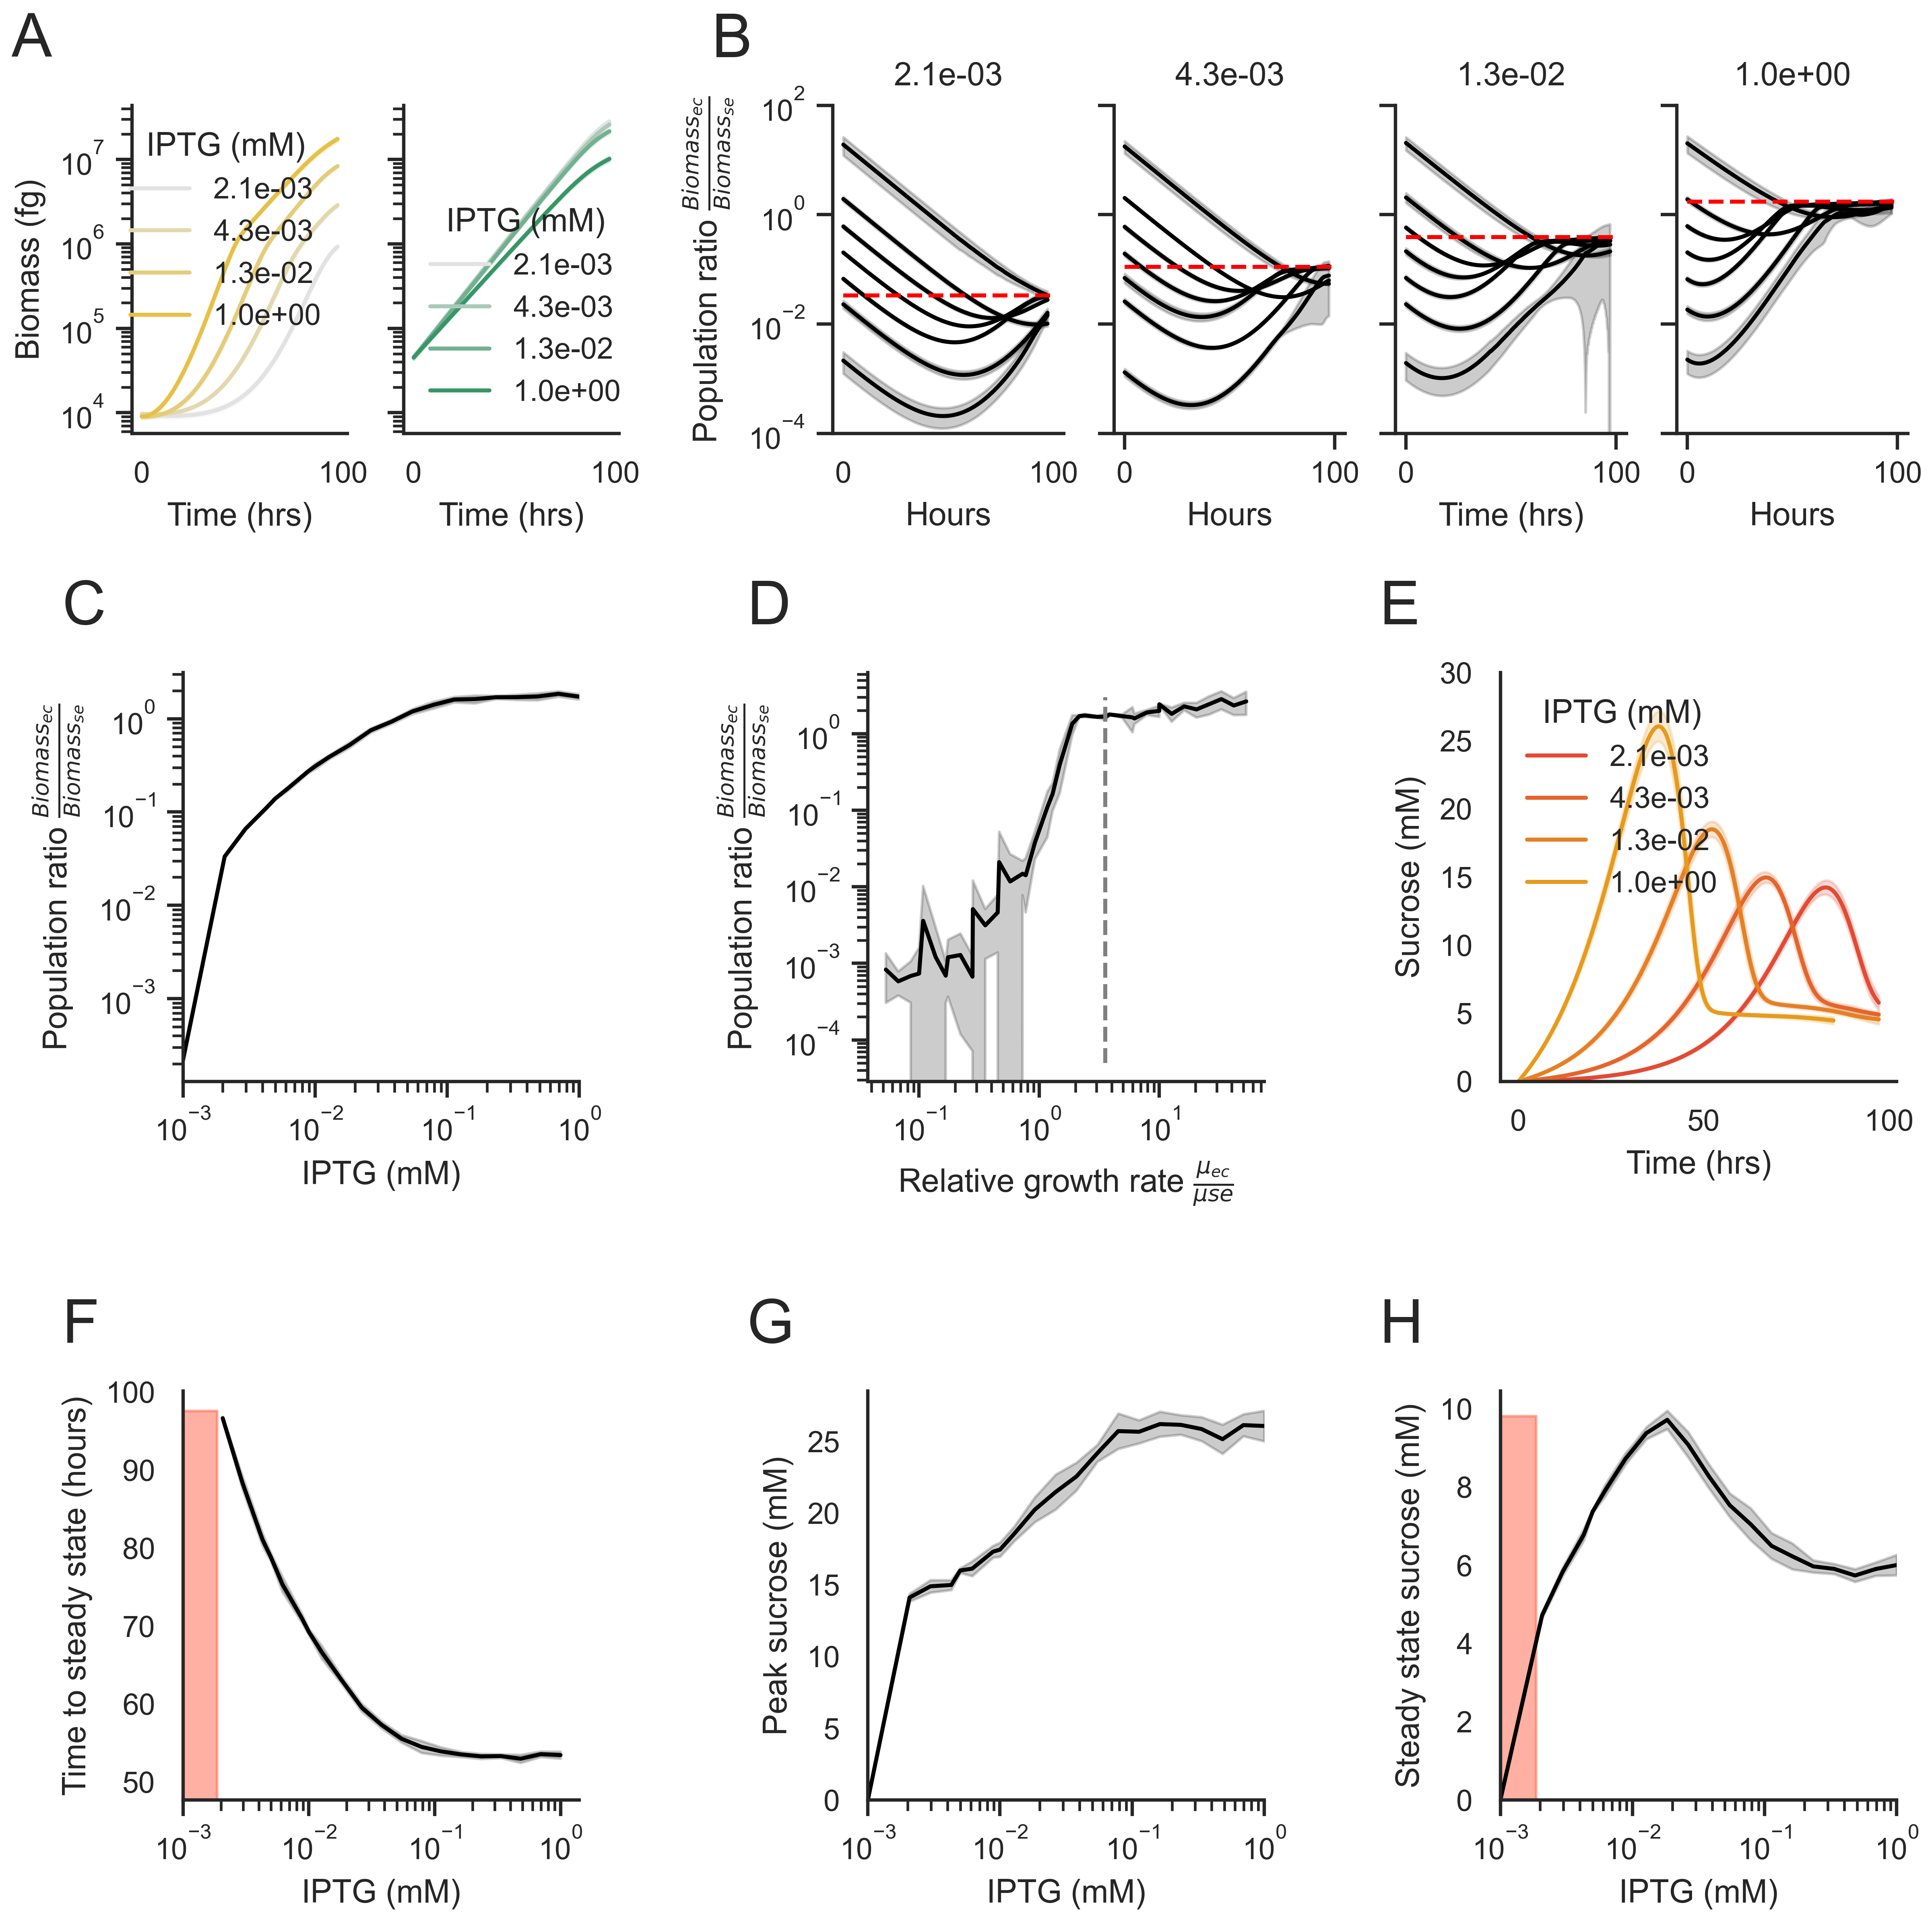 A
Biomass (fg)
10^7
10^6
10^5
10^4
IPTG (mM)
2.1e-03
4.3e-03
1.3e-02
1.0e+00
0
100
Time (hrs)
IPTG (mM)
2.1e-03
4.3e-03
1.3e-02
1.0e+00
0
100
Time (hrs)
B
Population ratio Biomass_ec / Biomass_se
2.1e-03
4.3e-03
1.3e-02
1.0e+00
10^2
10^0
10^−2
10^−4
0
Hours
0
100
Hours
0
100
Time (hrs)
0
100
Hours
C
Population ratio Biomass_ec / Biomass_se
10^0
10^−1
10^−2
10^−3
10^−3
10^−2
10^−1
10^0
IPTG (mM)
D
Population ratio Biomass_ec / Biomass_se
10^0
10^−1
10^−2
10^−3
10^−4
10^−1
10^0
10^1
Relative growth rate μ_ec / μse
E
Sucrose (mM)
30
25
20
15
10
5
0
IPTG (mM)
2.1e-03
4.3e-03
1.3e-02
1.0e+00
0
50
100
Time (hrs)
F
Time to steady state (hours)
100
90
80
70
60
50
10^−3
10^−2
10^−1
10^0
IPTG (mM)
G
Peak sucrose (mM)
25
20
15
10
5
0
10^−3
10^−2
10^−1
10^0
IPTG (mM)
H
Steady state sucrose (mM)
10
8
6
4
2
0
10^−3
10^−2
10^−1
10^0
IPTG (mM)